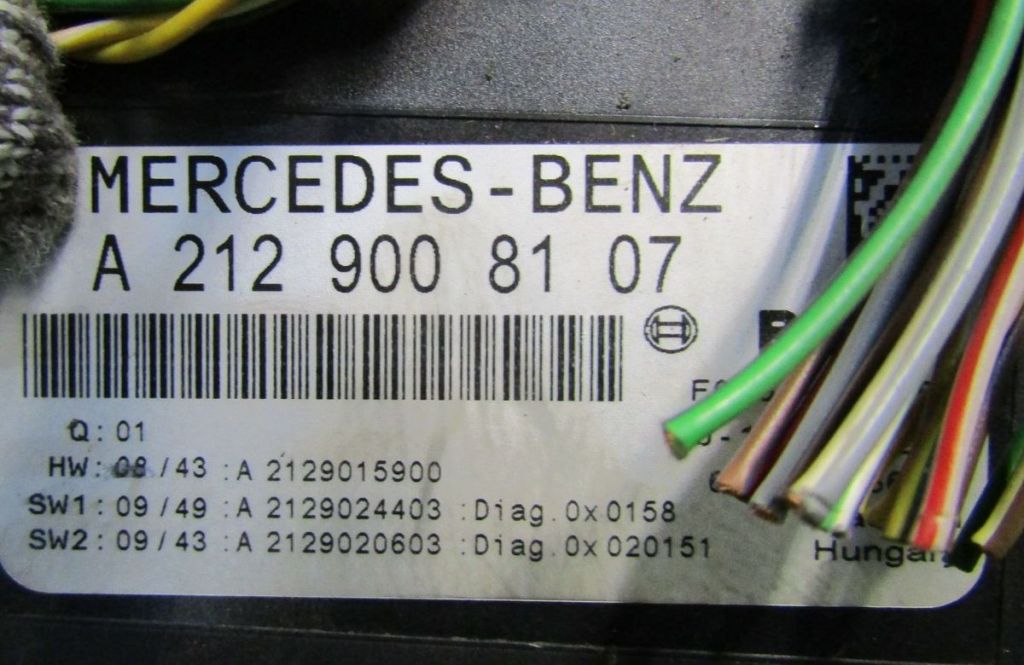 MERCEDES-BENZ
A 212 900 81 07
Q: 01
HW: 08/43 :A 2129015900
SW1: 09/49 :A 2129024403 :Diag.0x0158
SW2: 09/43 :A 2129020603 :Diag.0x020151
Hungary